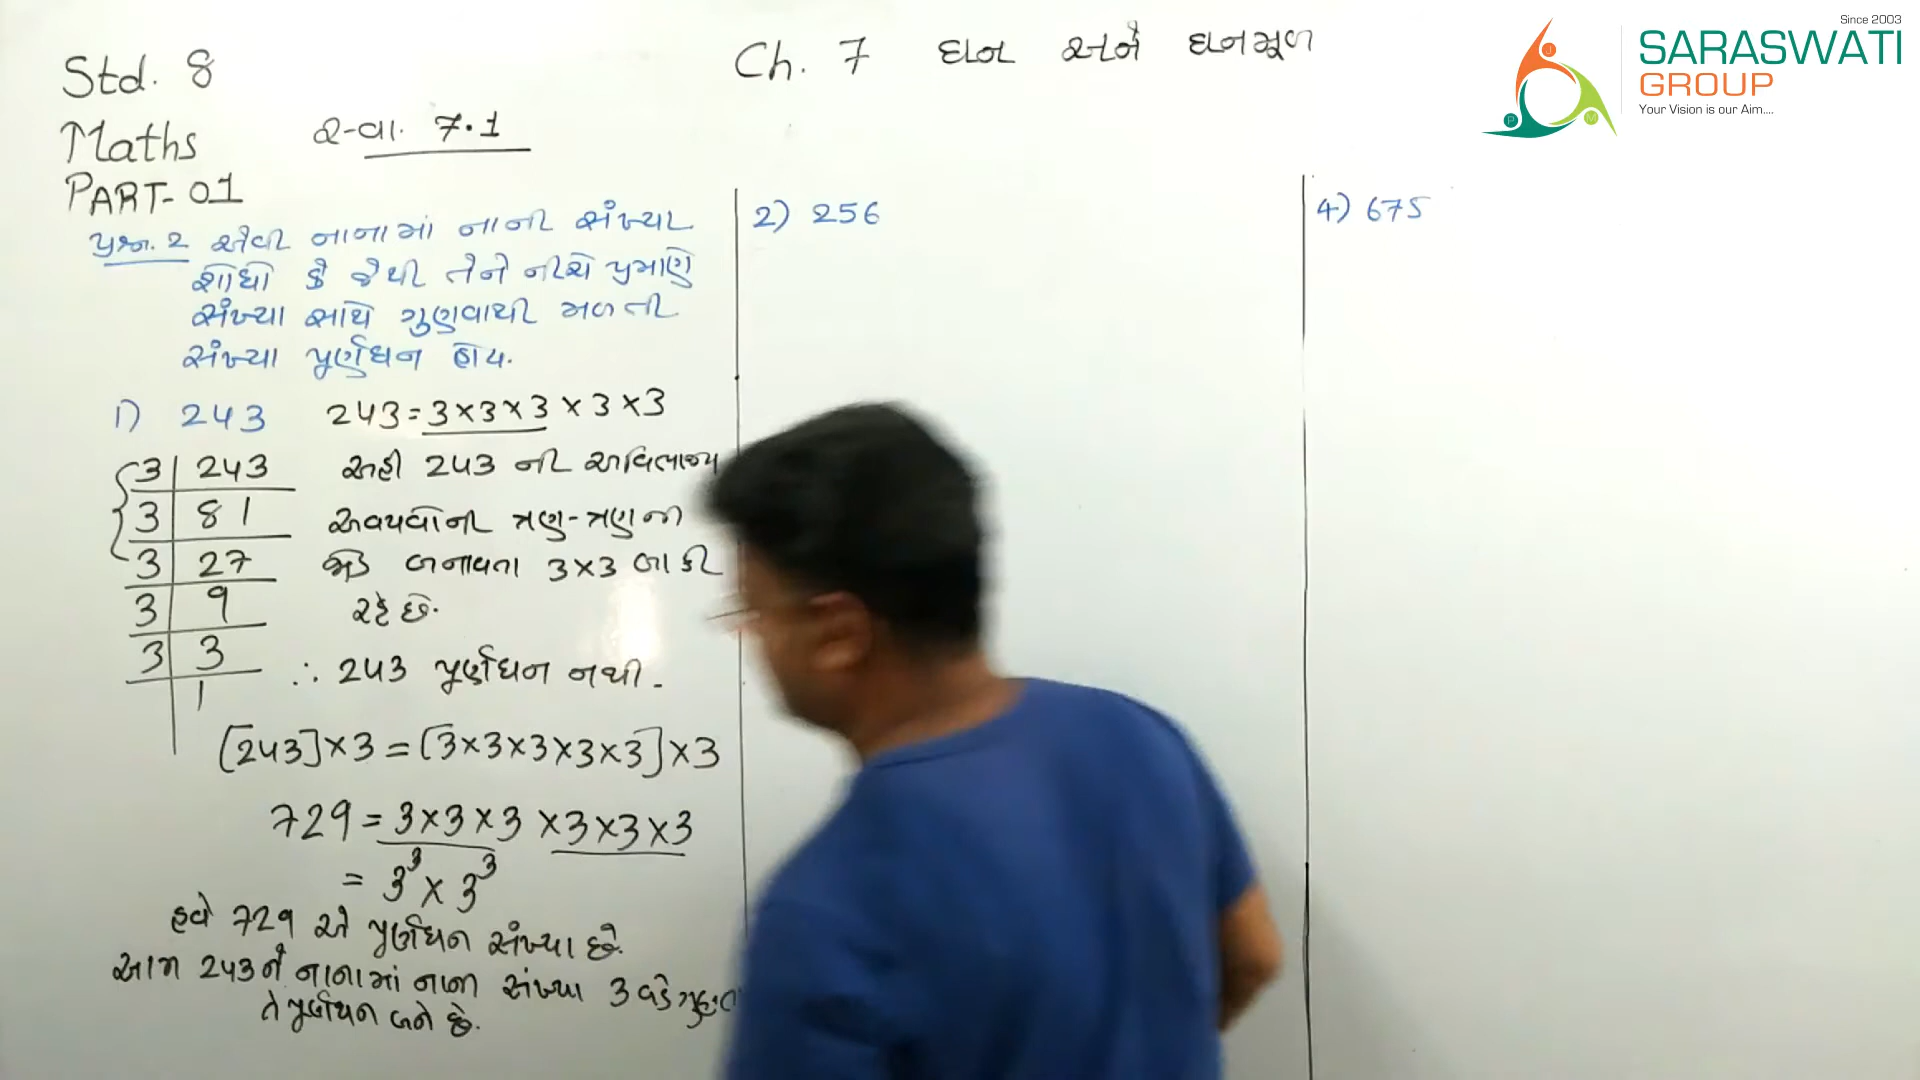 Std. 8
Maths
PART-01
સ્વા. 7.1
Ch. 7 ઘન અને ઘનમૂળ
Since 2003
SARASWATI
GROUP
Your Vision is our Aim....
પ્રશ્ન. 2 એવી નાનામાં નાની સંખ્યા
શોધો કે જેથી તેને નીચે પ્રમાણે
સંખ્યા સાથે ગુણવાથી મળતી
સંખ્યા પૂર્ણઘન હોય.
1) 243 243 = 3 × 3 × 3 × 3 × 3
3 243
3 81
3 27
3 9
3 3
1
અહી 243 ની અવિભાજ્ય
અવયવોની ત્રણ-ત્રણના
જોડ બનાવતા 3×3 બાકી
રહે છે.
∴ 243 પૂર્ણઘન નથી.
[243]×3 = [3×3×3×3×3]×3
729 = 3×3×3 ×3×3×3
= 3³ × 3³
હવે 729 એ પૂર્ણઘન સંખ્યા છે.
આમ 243ને નાનામાં નાની સંખ્યા 3 વડે
તે પૂર્ણઘન બને છે.
2) 256
4) 675